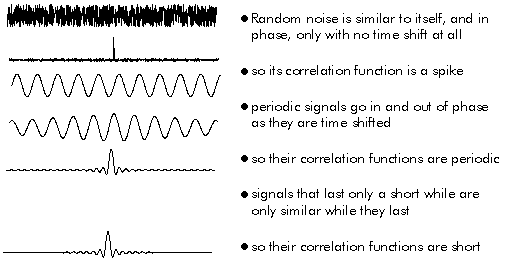 ● Random noise is similar to itself, and in
phase, only with no time shift at all
● so its correlation function is a spike
● periodic signals go in and out of phase
as they are time shifted
● so their correlation functions are periodic
● signals that last only a short while are
only similar while they last
● so their correlation functions are short